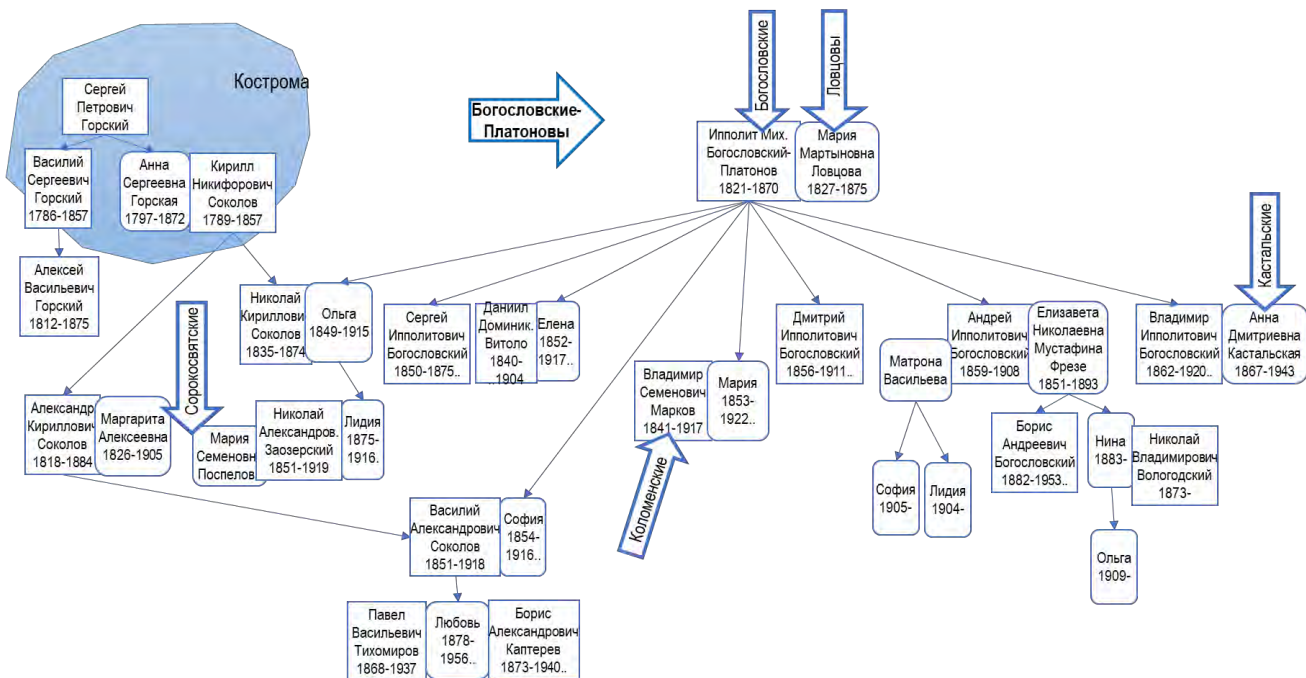 Кострома
Сергей
Петрович
Горский
Василий
Сергеевич
Горский
1786-1857
Анна
Сергеевна
Горская
1797-1872
Кирилл
Никифорович
Соколов
1789-1857
Алексей
Васильевич
Горский
1812-1875
Богословские-
Платоновы
Богословские
Ловцовы
Ипполит Мих.
Богословский-
Платонов
1821-1870
Мария
Мартыновна
Ловцова
1827-1875
Кастальские
Николай
Кириллови
Соколов
1835-1874
Ольга
1849-1915
Сергей
Ипполитович
Богословский
1850-1875..
Даниил
Доминик.
Витоло
1840-
..1904
Елена
1852-
1917..
Дмитрий
Ипполитович
Богословский
1856-1911..
Матрона
Васильева
Андрей
Ипполитович
Богословский
1859-1908
Елизавета
Николаевна
Мустафина
Фрезе
1851-1893
Владимир
Ипполитович
Богословский
1862-1920..
Анна
Дмитриевна
Кастальская
1867-1943
Сорокосвятские
Владимир
Семенович
Марков
1841-1917
Мария
1853-
1922..
Коломенские
Александр
Кириллович
Соколов
1818-1884
Маргарита
Алексеевна
1826-1905
Мария
Семеновн
Поспелов
Николай
Александров.
Заозерский
1851-1919
Лидия
1875-
1916..
София
1905-
Лидия
1904-
Борис
Андреевич
Богословский
1882-1953..
Нина
1883-
Николай
Владимирович
Вологодский
1873-
Ольга
1909-
Василий
Александрович
Соколов
1851-1918
София
1854-
1916..
Павел
Васильевич
Тихомиров
1868-1937
Любовь
1878-
1956..
Борис
Александрович
Каптерев
1873-1940..